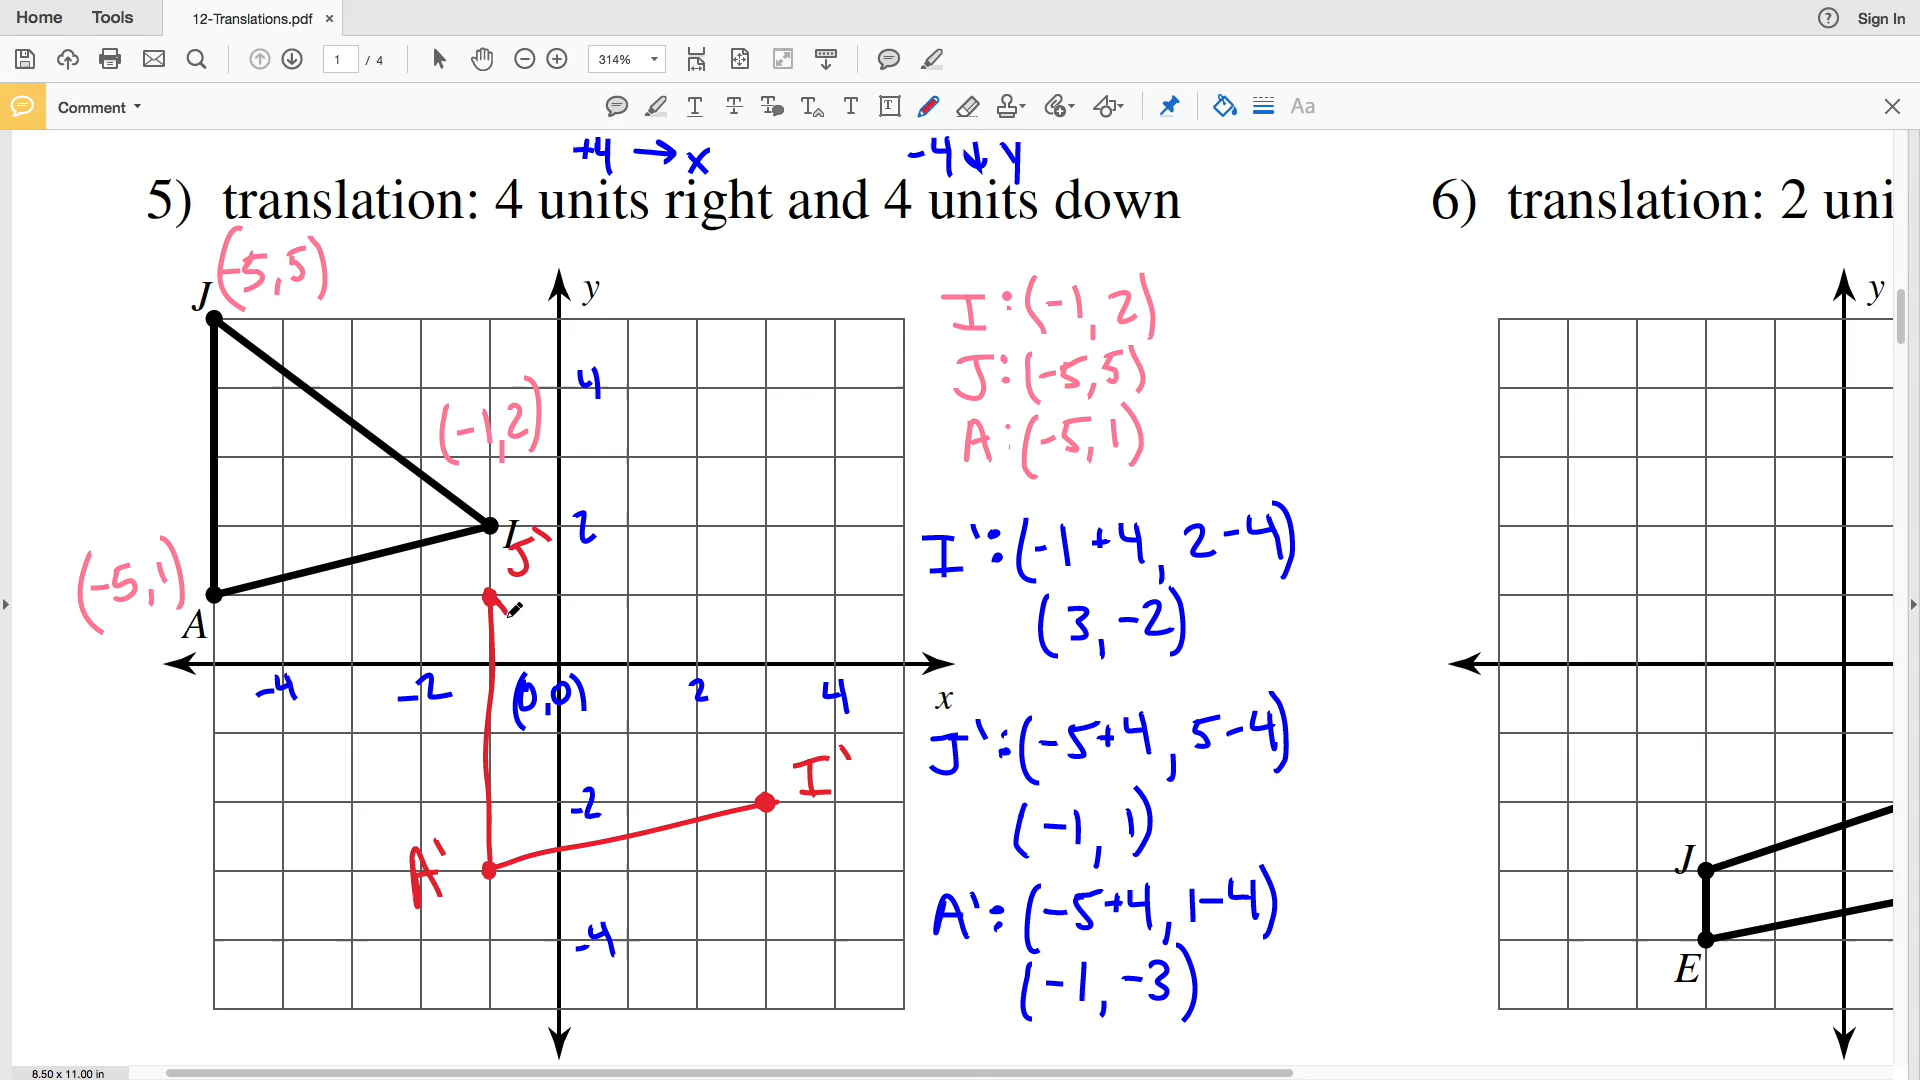 Home Tools 12-Translations.pdf × Sign In
1 / 4 314%
Comment Aa
+4 → x -4 ↓ y
5) translation: 4 units right and 4 units down
6) translation: 2 uni
(-5,5)
J
y
I:(-1,2)
J:(-5,5)
A:(-5,1)
4
(-1,2)
I
2
J'
(-5,1)
A
-4 -2 (0,0) 2 4 x
I':(-1+4, 2-4)
(3,-2)
J':(-5+4, 5-4)
(-1, 1)
I'
-2
A'
A':(-5+4, 1-4)
(-1,-3)
-4
y
J
E
8.50 x 11.00 in